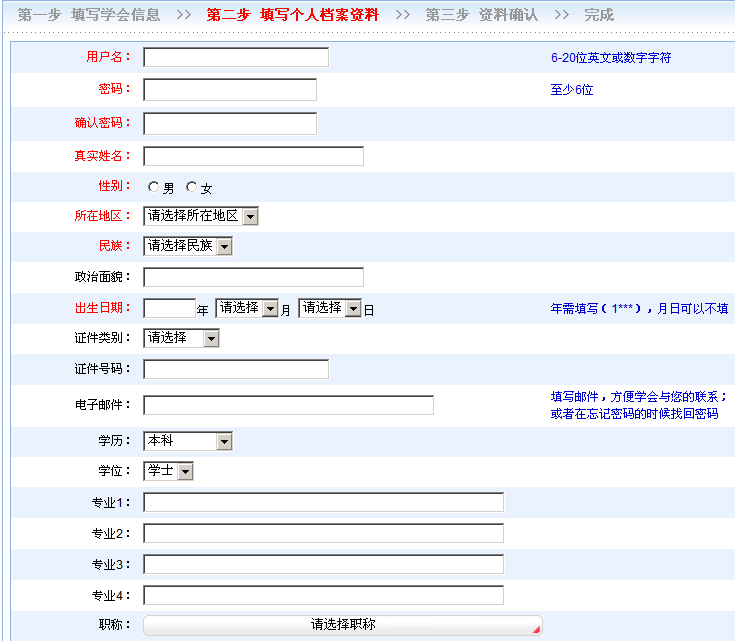 第一步 填写学会信息 >> 第二步 填写个人档案资料 >> 第三步 资料确认 >> 完成
用户名： 6-20位英文或数字字符
密码： 至少6位
确认密码：
真实姓名：
性别： 男 女
所在地区： 请选择所在地区
民族： 请选择民族
政治面貌：
出生日期： 年 请选择 月 请选择 日 年需填写（1***），月日可以不填
证件类别： 请选择
证件号码：
电子邮件： 填写邮件，方便学会与您的联系；
或者在忘记密码的时候找回密码
学历： 本科
学位： 学士
专业1：
专业2：
专业3：
专业4：
职称： 请选择职称